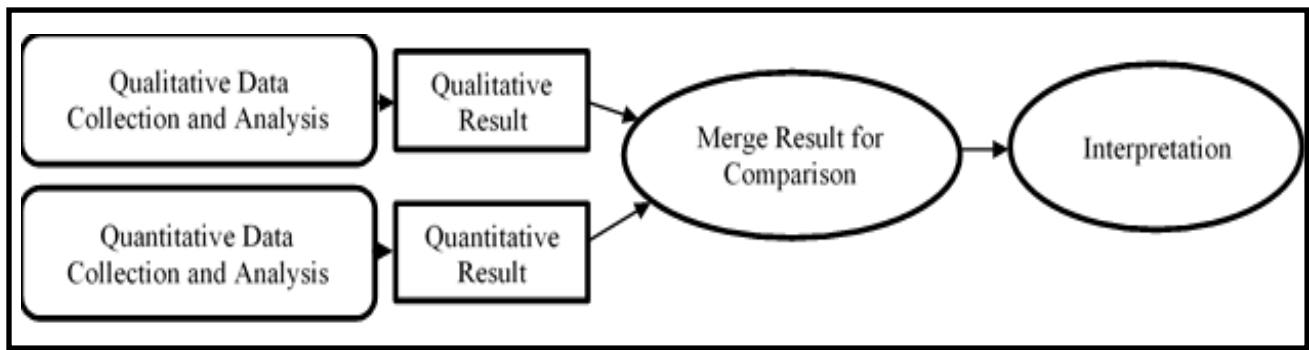 Qualitative Data
Collection and Analysis
Qualitative
Result
Quantitative Data
Collection and Analysis
Quantitative
Result
Merge Result for
Comparison
Interpretation